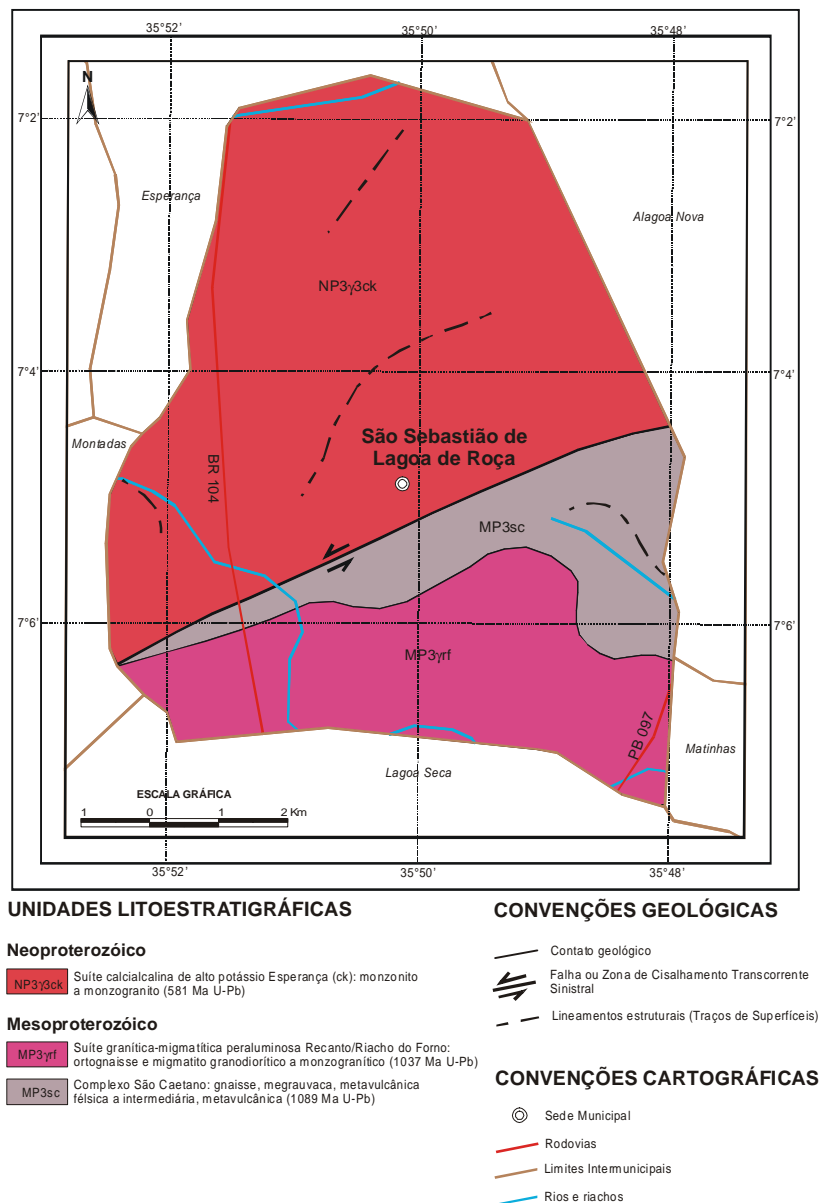 35°52'
35°50'
35°48'
N
7°2'
7°2'
Esperança
Alagoa Nova
NP3γ3ck
7°4'
7°4'
São Sebastião de
Lagoa de Roça
Montadas
BR 104
MP3sc
7°6'
7°6'
MP3γrf
PB 097
Matinhas
Lagoa Seca
ESCALA GRÁFICA
1 0 1 2 Km
35°52'
35°50'
35°48'
UNIDADES LITOESTRATIGRÁFICAS
Neoproterozóico
NP3γ3ck
Suíte calcialcalina de alto potássio Esperança (ck): monzonito
a monzogranito (581 Ma U-Pb)
Mesoproterozóico
MP3γrf
Suíte granítica-migmatítica peraluminosa Recanto/Riacho do Forno:
ortognaisse e migmatito granodiorítico a monzogranítico (1037 Ma U-Pb)
MP3sc
Complexo São Caetano: gnaisse, megrauvaca, metavulcânica
félsica a intermediária, metavulcânica (1089 Ma U-Pb)
CONVENÇÕES GEOLÓGICAS
Contato geológico
Falha ou Zona de Cisalhamento Transcorrente
Sinistral
Lineamentos estruturais (Traços de Superfíceis)
CONVENÇÕES CARTOGRÁFICAS
Sede Municipal
Rodovias
Limites Intermunicipais
Rios e riachos